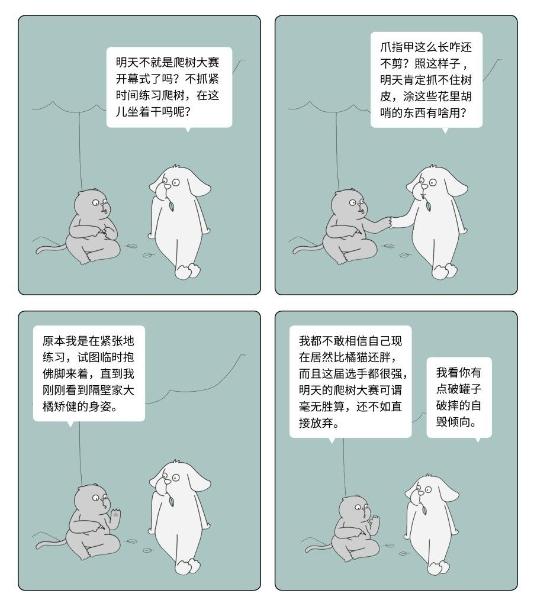 明天不就是爬树大赛
开幕式了吗？不抓紧
时间练习爬树，在这
儿坐着干吗呢？
爪指甲这么长咋还
不剪？照这样子，
明天肯定抓不住树
皮，涂这些花里胡
哨的东西有啥用？
原本我是在紧张地
练习，试图临时抱
佛脚来着，直到我
刚刚看到隔壁家大
橘矫健的身姿。
我都不敢相信自己现
在居然比橘猫还胖，
而且这届选手都很强，
明天的爬树大赛可谓
毫无胜算，还不如直
接放弃。
我看你有
点破罐子
破摔的自
毁倾向。